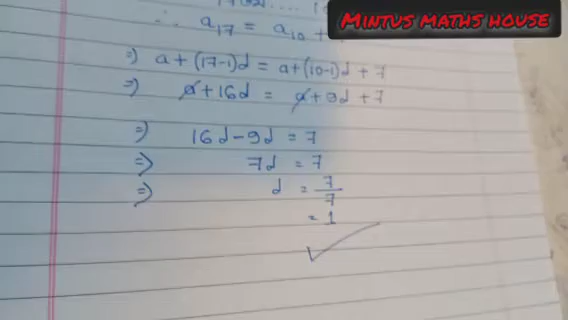 MINTUS MATHS HOUSE
∴ a₁₇ = a₁₀ +
⇒ a + (17-1)d = a + (10-1)d + 7
⇒ a + 16d = a + 9d + 7
⇒ 16d - 9d = 7
⇒ 7d = 7
⇒ d = 7/7
= 1